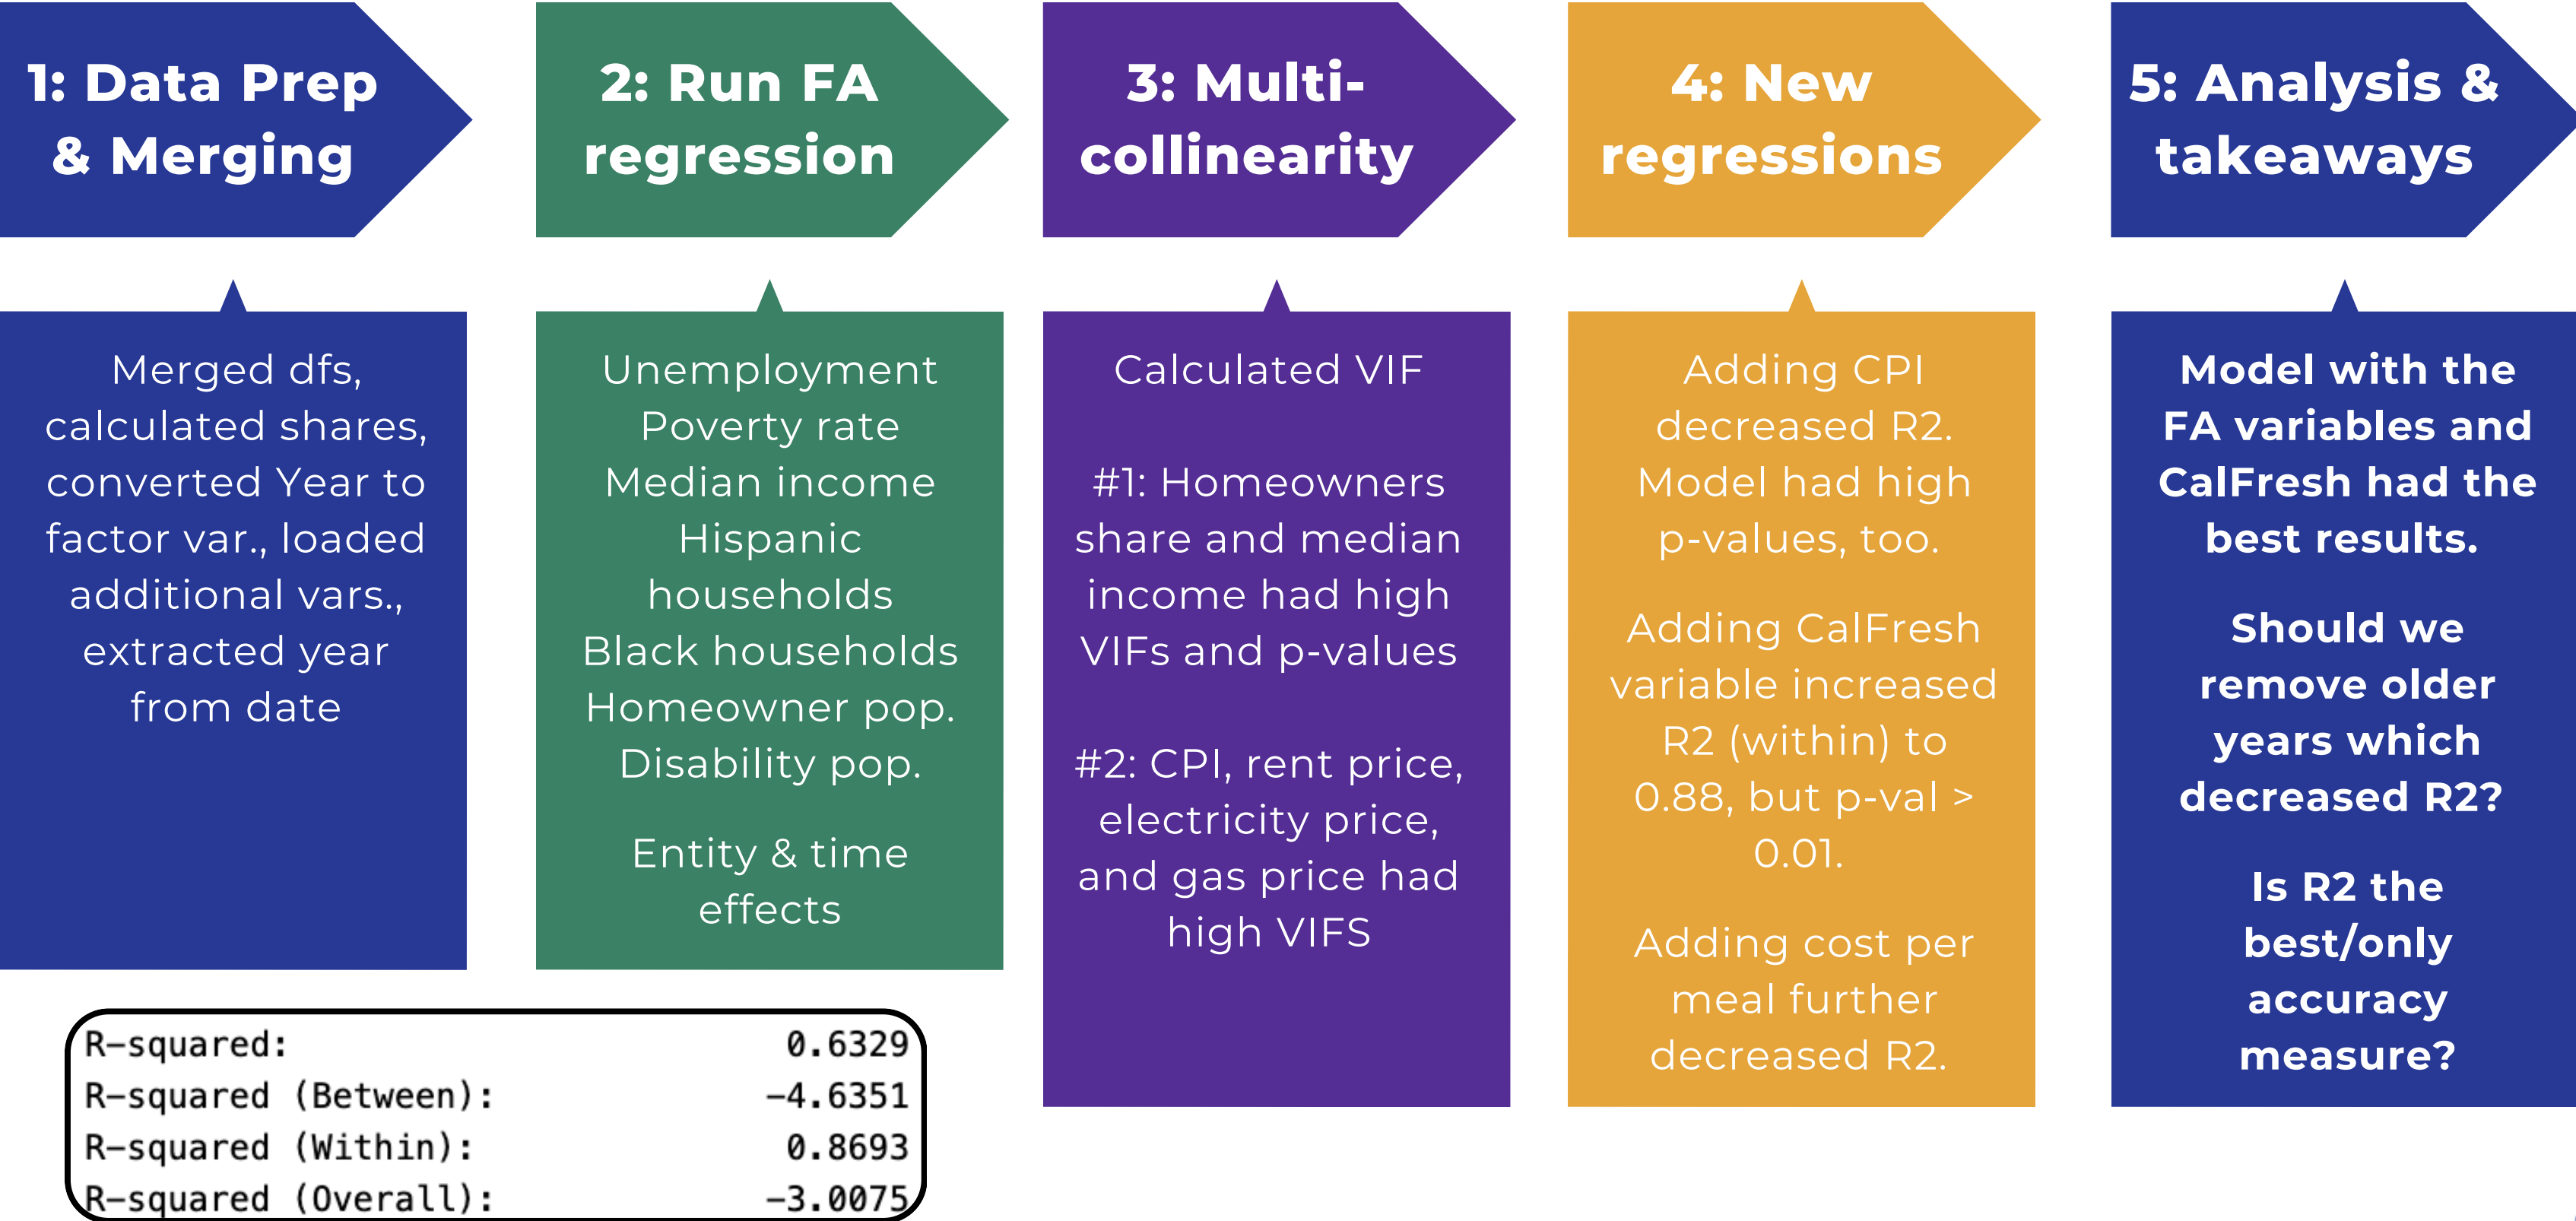 1: Data Prep
& Merging
Merged dfs,
calculated shares,
converted Year to
factor var., loaded
additional vars.,
extracted year
from date
2: Run FA
regression
Unemployment
Poverty rate
Median income
Hispanic
households
Black households
Homeowner pop.
Disability pop.
Entity & time
effects
3: Multi-
collinearity
Calculated VIF
#1: Homeowners
share and median
income had high
VIFs and p-values
#2: CPI, rent price,
electricity price,
and gas price had
high VIFS
4: New
regressions
Adding CPI
decreased R2.
Model had high
p-values, too.
Adding CalFresh
variable increased
R2 (within) to
0.88, but p-val >
0.01.
Adding cost per
meal further
decreased R2.
5: Analysis &
takeaways
Model with the
FA variables and
CalFresh had the
best results.
Should we
remove older
years which
decreased R2?
Is R2 the
best/only
accuracy
measure?
R-squared: 0.6329
R-squared (Between): -4.6351
R-squared (Within): 0.8693
R-squared (Overall): -3.0075